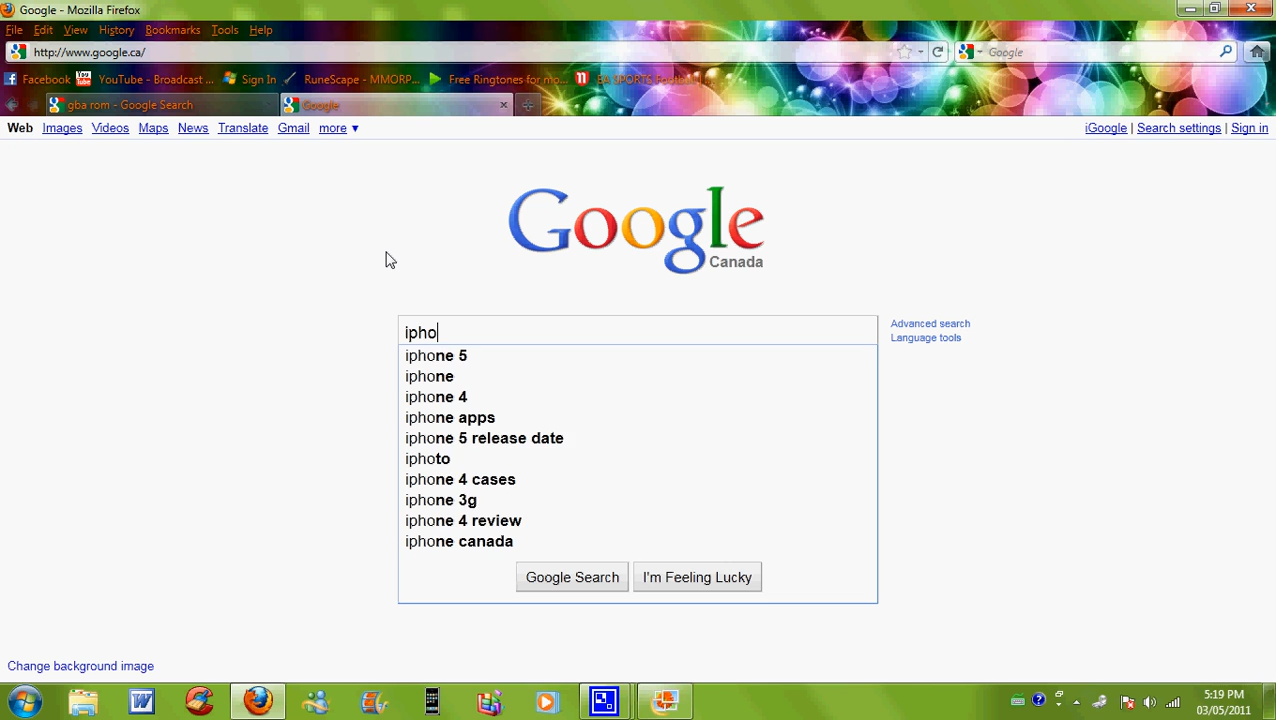 Google - Mozilla Firefox
File Edit View History Bookmarks Tools Help
http://www.google.ca/ Google
Facebook YouTube - Broadcast ... Sign In RuneScape - MMORP... Free Ringtones for mo...
gba rom - Google Search Google
Web Images Videos Maps News Translate Gmail more ▼ iGoogle | Search settings | Sign in
Google
Canada
ipho
Advanced search
Language tools
iphone 5
iphone
iphone 4
iphone apps
iphone 5 release date
iphoto
iphone 4 cases
iphone 3g
iphone 4 review
iphone canada
Google Search I'm Feeling Lucky
Change background image
5:19 PM
03/05/2011